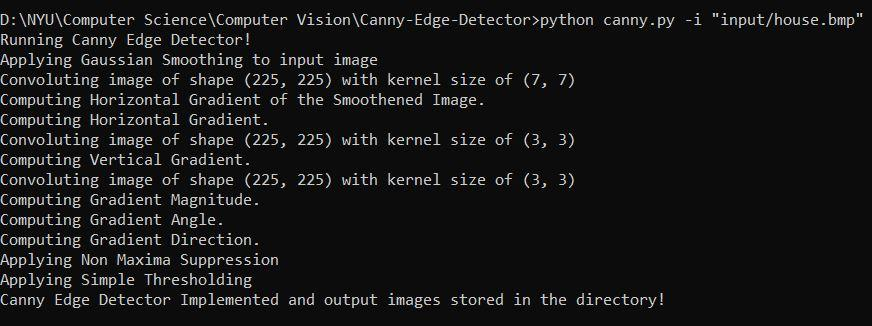 D:\NYU\Computer Science\Computer Vision\Canny-Edge-Detector>python canny.py -i "input/house.bmp"
Running Canny Edge Detector!
Applying Gaussian Smoothing to input image
Convoluting image of shape (225, 225) with kernel size of (7, 7)
Computing Horizontal Gradient of the Smoothened Image.
Computing Horizontal Gradient.
Convoluting image of shape (225, 225) with kernel size of (3, 3)
Computing Vertical Gradient.
Convoluting image of shape (225, 225) with kernel size of (3, 3)
Computing Gradient Magnitude.
Computing Gradient Angle.
Computing Gradient Direction.
Applying Non Maxima Suppression
Applying Simple Thresholding
Canny Edge Detector Implemented and output images stored in the directory!